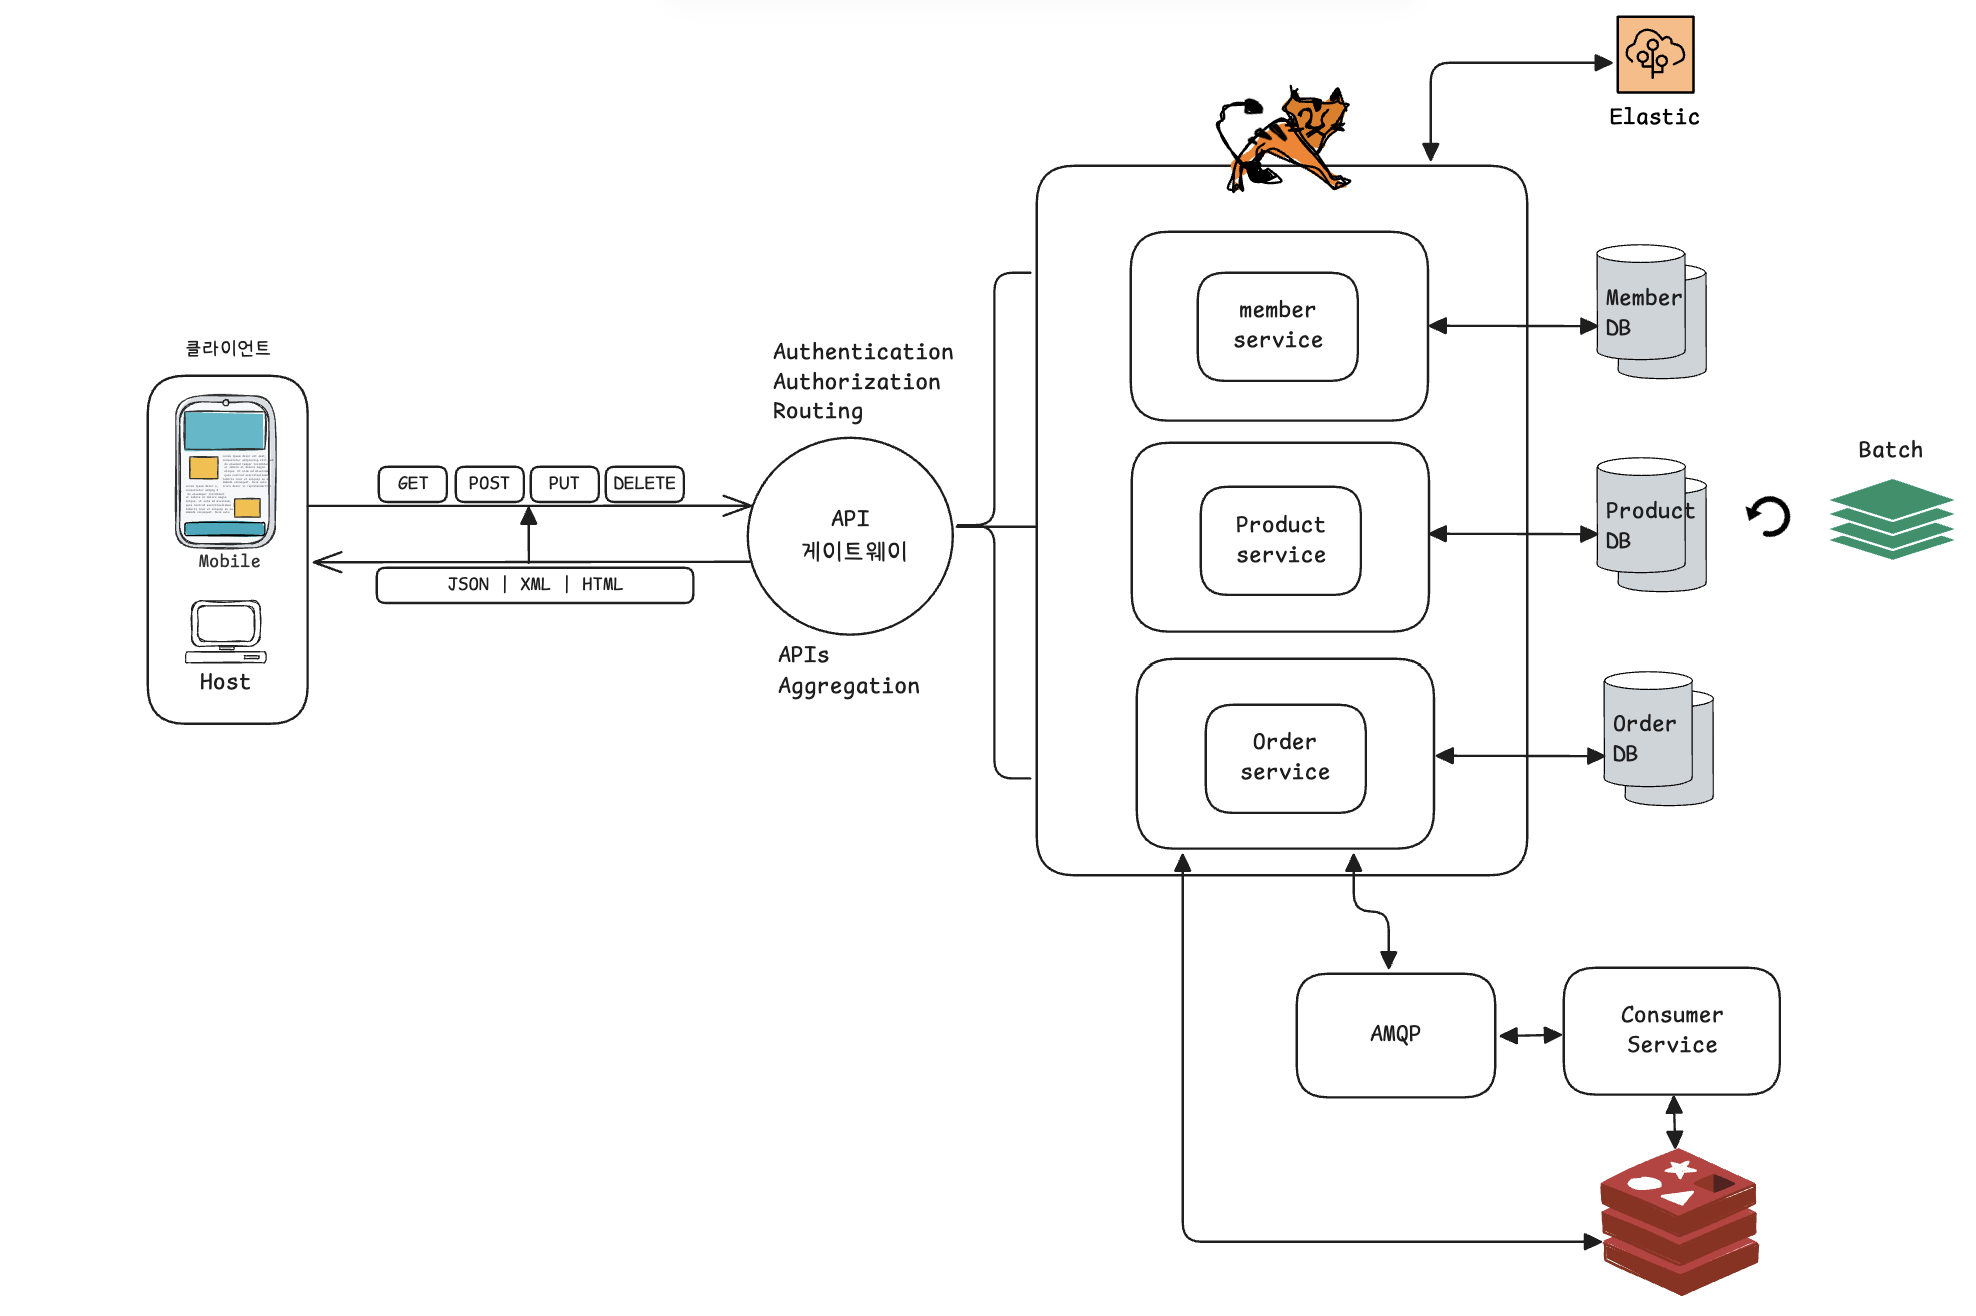 Elastic
클라이언트
Mobile
Host
GET
POST
PUT
DELETE
JSON | XML | HTML
Authentication
Authorization
Routing
API
게이트웨이
APIs
Aggregation
member
service
Member
DB
Product
service
Product
DB
Batch
Order
service
Order
DB
AMQP
Consumer
Service